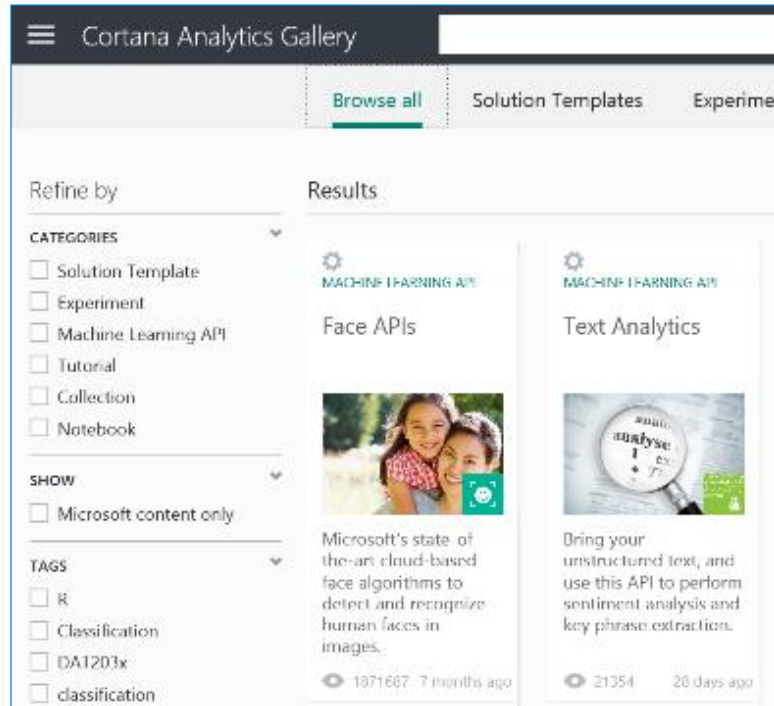 Cortana Analytics Gallery
Browse all
Solution Templates
Experime
Refine by
Results
CATEGORIES
Solution Template
Experiment
Machine Learning API
Tutorial
Collection
Notebook
SHOW
Microsoft content only
TAGS
R
Classification
DAT203x
classification
MACHINE LEARNING API
Face APIs
Microsoft's state-of-
the-art cloud-based
face algorithms to
detect and recognize
human faces in
images.
1871687 7 months ago
MACHINE LEARNING API
Text Analytics
analyse
Bring your
unstructured text, and
use this API to perform
sentiment analysis and
key phrase extraction.
21354 28 days ago